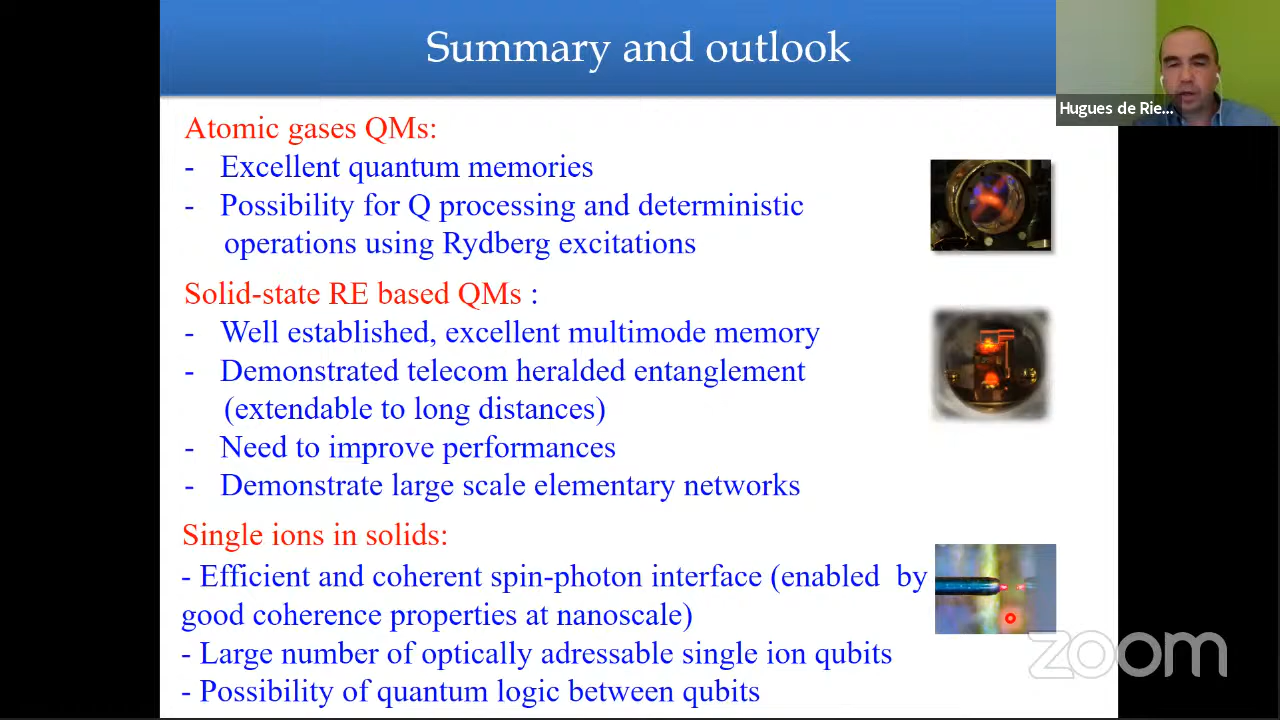 Summary and outlook
Hugues de Rie...
Atomic gases QMs:
- Excellent quantum memories
- Possibility for Q processing and deterministic
operations using Rydberg excitations
Solid-state RE based QMs :
- Well established, excellent multimode memory
- Demonstrated telecom heralded entanglement
(extendable to long distances)
- Need to improve performances
- Demonstrate large scale elementary networks
Single ions in solids:
- Efficient and coherent spin-photon interface (enabled by
good coherence properties at nanoscale)
- Large number of optically adressable single ion qubits
- Possibility of quantum logic between qubits
zoom